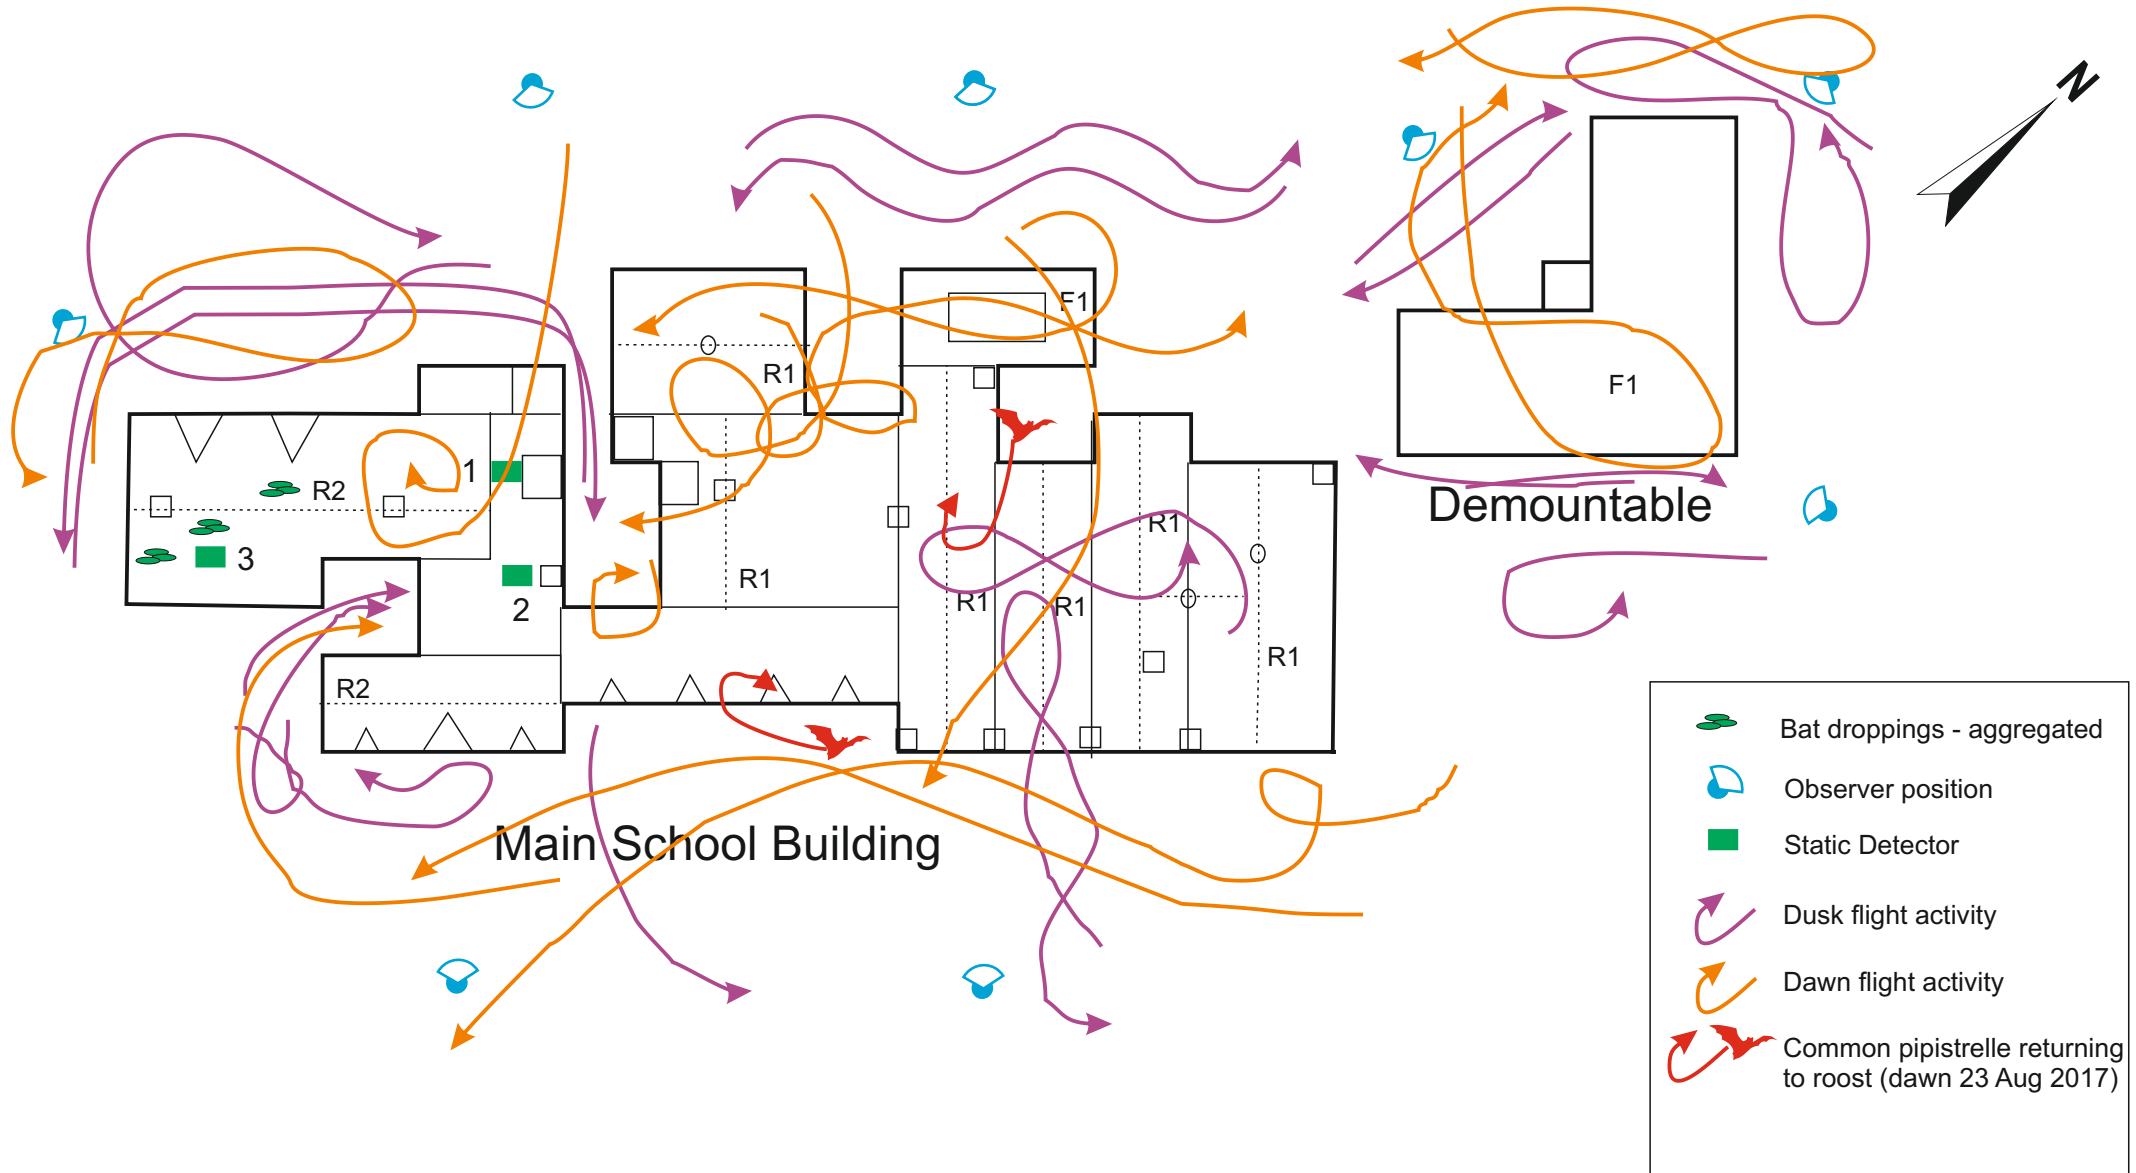 N
F1
R1
F1
1
R2
Demountable
R1
3
R1
2
R1
R1
R1
R2
Main School Building
Bat droppings - aggregated
Observer position
Static Detector
Dusk flight activity
Dawn flight activity
Common pipistrelle returning
to roost (dawn 23 Aug 2017)